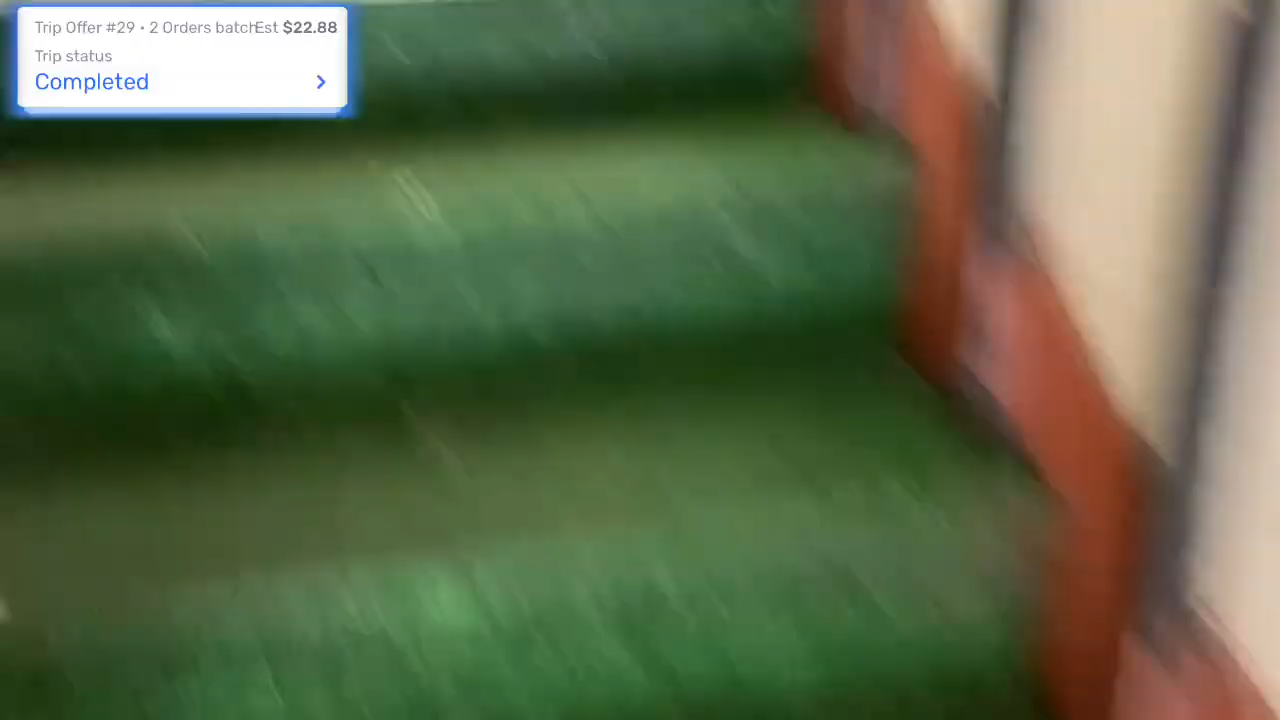 Trip Offer #29 • 2 Orders batch Est $22.88
Trip status
Completed